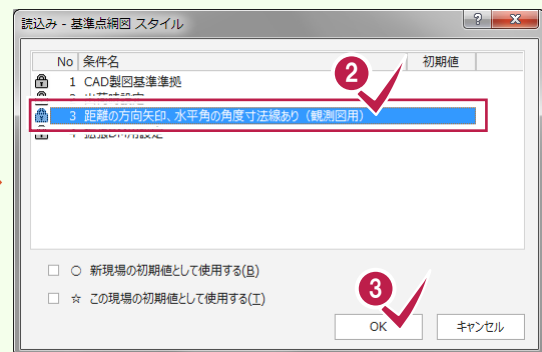 読込み - 基準点網図 スタイル
No 条件名 初期値
1 CAD製図基準準拠
3 距離の方向矢印、水平角の角度寸法線あり（観測図用）
2
○ 新現場の初期値として使用する(B)
☆ この現場の初期値として使用する(T)
3
OK キャンセル